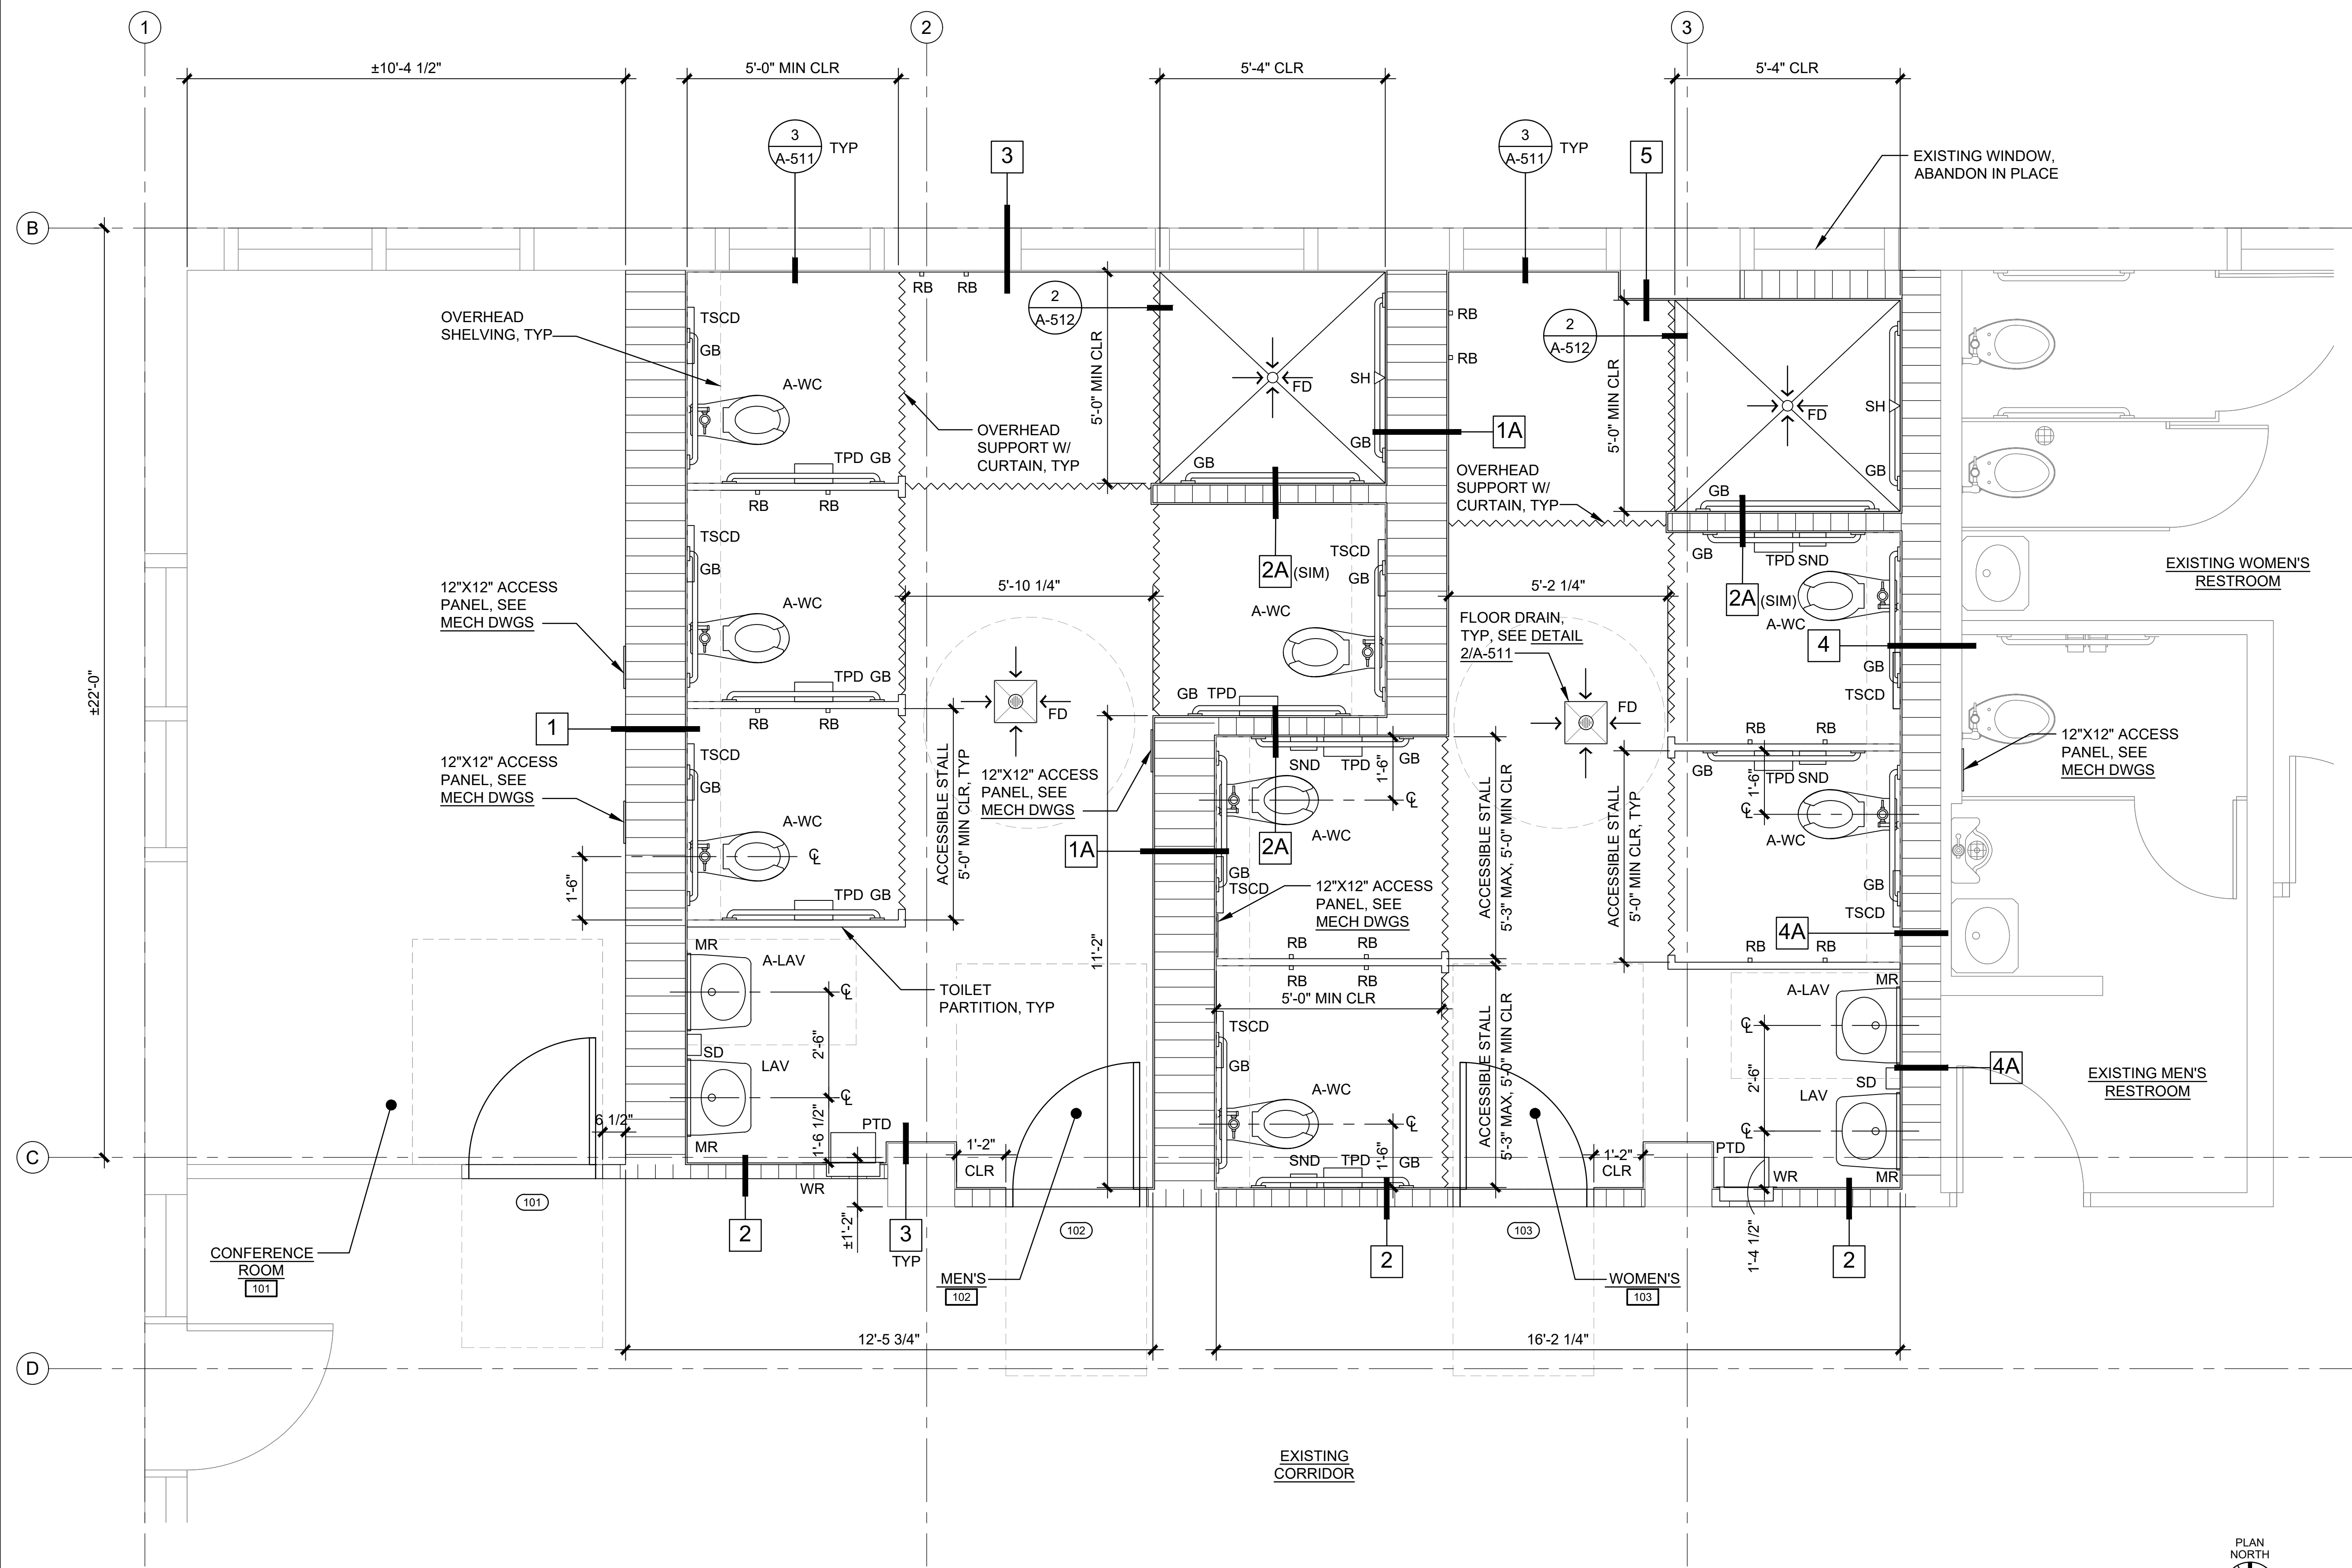 1
2
3
±10'-4 1/2"
5'-0" MIN CLR
5'-4" CLR
5'-4" CLR
3
A-511
TYP
3
3
A-511
TYP
5
EXISTING WINDOW,
ABANDON IN PLACE
B
RB
RB
2
A-512
5'-0" MIN CLR
OVERHEAD
SHELVING, TYP
TSCD
GB
A-WC
TPD GB
RB
RB
OVERHEAD
SUPPORT W/
CURTAIN, TYP
FD
SH
GB
GB
1A
RB
RB
2
A-512
5'-0" MIN CLR
OVERHEAD
SUPPORT W/
CURTAIN, TYP
FD
SH
GB
GB
±22'-0"
12"X12" ACCESS
PANEL, SEE
MECH DWGS
TSCD
GB
A-WC
TPD GB
RB
RB
5'-10 1/4"
2A
(SIM)
TSCD
GB
A-WC
GB
TPD
5'-2 1/4"
FLOOR DRAIN,
TYP, SEE DETAIL
2/A-511
GB
TPD SND
2A
(SIM)
A-WC
4
GB
TSCD
EXISTING WOMEN'S
RESTROOM
FD
FD
1
12"X12" ACCESS
PANEL, SEE
MECH DWGS
TSCD
GB
A-WC
℄
TPD GB
1'-6"
ACCESSIBLE STALL
5'-0" MIN CLR, TYP
12"X12" ACCESS
PANEL, SEE
MECH DWGS
1A
SND
TPD
GB
1'-6"
℄
A-WC
2A
GB
TSCD
12"X12" ACCESS
PANEL, SEE
MECH DWGS
ACCESSIBLE STALL
5'-3" MAX, 5'-0" MIN CLR
ACCESSIBLE STALL
5'-0" MIN CLR, TYP
RB
RB
GB
TPD SND
1'-6"
℄
A-WC
GB
TSCD
4A
RB
RB
12"X12" ACCESS
PANEL, SEE
MECH DWGS
MR
A-LAV
℄
2'-6"
SD
LAV
℄
1'-6 1/2"
MR
PTD
WR
TOILET
PARTITION, TYP
11'-2"
RB
RB
RB
RB
5'-0" MIN CLR
TSCD
GB
A-WC
℄
SND
TPD
GB
1'-6"
ACCESSIBLE STALL
5'-3" MAX, 5'-0" MIN CLR
A-LAV
MR
℄
2'-6"
SD
LAV
℄
PTD
WR
MR
4A
EXISTING MEN'S
RESTROOM
6 1/2"
C
1'-2"
CLR
1'-2"
CLR
101
2
±1'-2"
3
TYP
102
2
103
1'-4 1/2"
2
CONFERENCE
ROOM
101
MEN'S
102
WOMEN'S
103
12'-5 3/4"
16'-2 1/4"
D
EXISTING
CORRIDOR
PLAN
NORTH